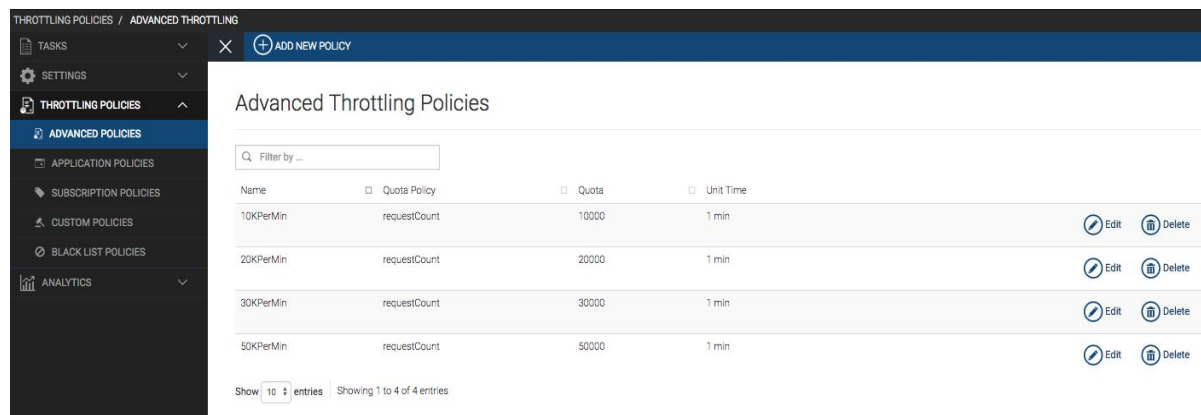 THROTTLING POLICIES / ADVANCED THROTTLING
TASKS
SETTINGS
THROTTLING POLICIES
ADVANCED POLICIES
APPLICATION POLICIES
SUBSCRIPTION POLICIES
CUSTOM POLICIES
BLACK LIST POLICIES
ANALYTICS
ADD NEW POLICY
Advanced Throttling Policies
Filter by ...
Name Quota Policy Quota Unit Time
10KPerMin requestCount 10000 1 min Edit Delete
20KPerMin requestCount 20000 1 min Edit Delete
30KPerMin requestCount 30000 1 min Edit Delete
50KPerMin requestCount 50000 1 min Edit Delete
Show 10 entries Showing 1 to 4 of 4 entries